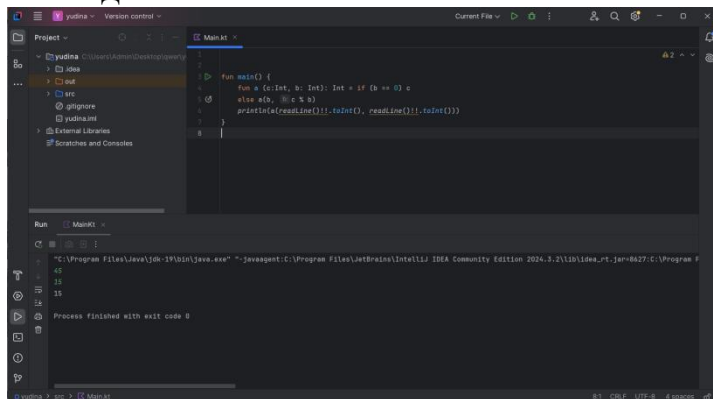 yudina
Version control
Current File
Project
Main.kt
yudina C:\Users\Admin\Desktop\qwer\y
.idea
out
src
.gitignore
yudina.iml
External Libraries
Scratches and Consoles
1
2
3 fun main() {
4 fun a (c:Int, b: Int): Int = if (b == 0) c
5 else a(b, b: c % b)
6 println(a(readLine()!!.toInt(), readLine()!!.toInt()))
7 }
8
2
Run
MainKt
"C:\Program Files\Java\jdk-19\bin\java.exe" "-javaagent:C:\Program Files\JetBrains\IntelliJ IDEA Community Edition 2024.3.2\lib\idea_rt.jar=8427:C:\Program F
45
15
Process finished with exit code 0
yudina > src > Main.kt
CRLF UTF-8 4 spaces